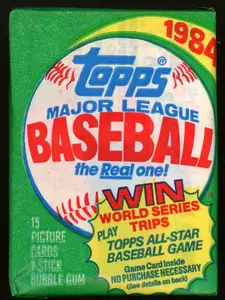 1984
topps
MAJOR LEAGUE
BASEBALL
the Real one!
WIN
WORLD SERIES
TRIPS
PLAY
TOPPS ALL-STAR
BASEBALL GAME
Game Card Inside
NO PURCHASE NECESSARY
(See details on back)
15
PICTURE
CARDS
1 STICK
BUBBLE GUM